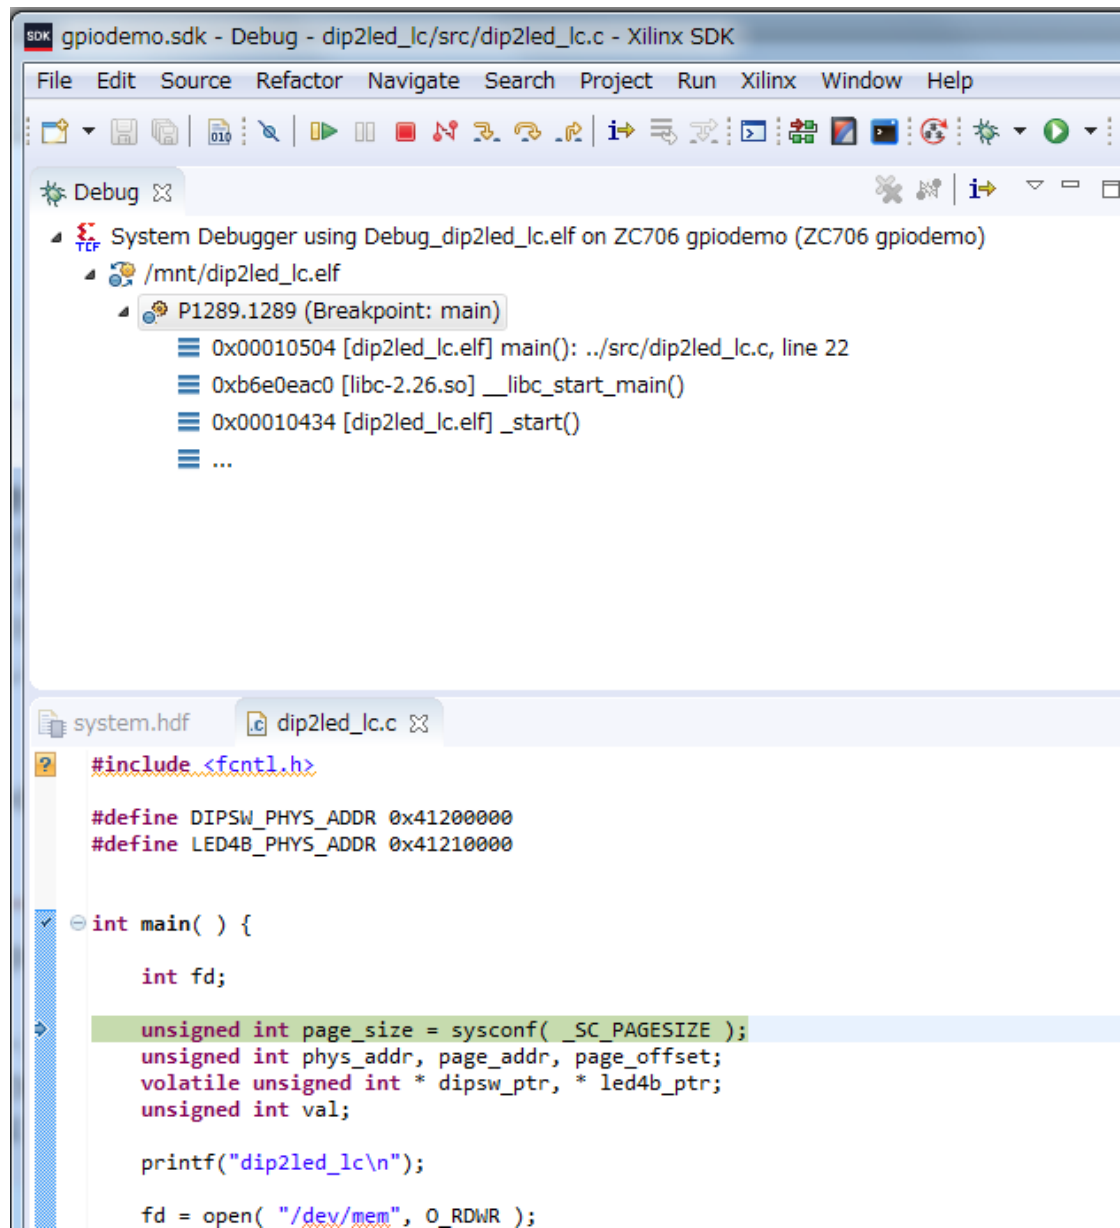 SDK gpiodemo.sdk - Debug - dip2led_lc/src/dip2led_lc.c - Xilinx SDK
File Edit Source Refactor Navigate Search Project Run Xilinx Window Help
010
Debug
TCF System Debugger using Debug_dip2led_lc.elf on ZC706 gpiodemo (ZC706 gpiodemo)
/mnt/dip2led_lc.elf
P1289.1289 (Breakpoint: main)
0x00010504 [dip2led_lc.elf] main(): ../src/dip2led_lc.c, line 22
0xb6e0eac0 [libc-2.26.so] __libc_start_main()
0x00010434 [dip2led_lc.elf] _start()
...
system.hdf dip2led_lc.c
#include <fcntl.h>
#define DIPSW_PHYS_ADDR 0x41200000
#define LED4B_PHYS_ADDR 0x41210000
int main( ) {
int fd;
unsigned int page_size = sysconf( _SC_PAGESIZE );
unsigned int phys_addr, page_addr, page_offset;
volatile unsigned int * dipsw_ptr, * led4b_ptr;
unsigned int val;
printf("dip2led_lc\n");
fd = open( "/dev/mem", O_RDWR );